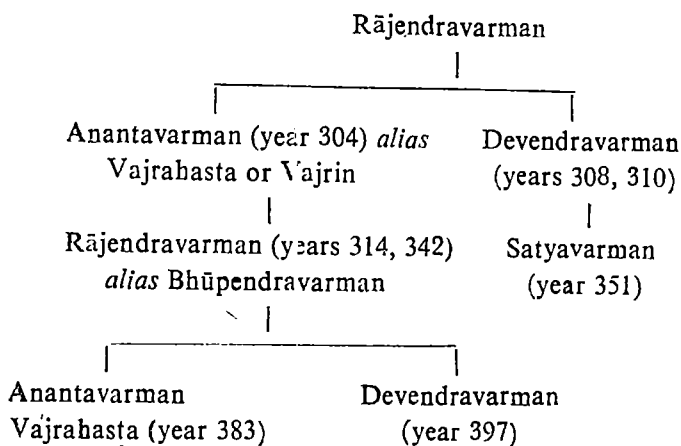 Rājendravarman
Anantavarman (year 304) alias
Vajrahasta or Vajrin
Devendravarman
(years 308, 310)
Rājendravarman (years 314, 342)
alias Bhūpendravarman
Satyavarman
(year 351)
Anantavarman
Vajrahasta (year 383)
Devendravarman
(year 397)